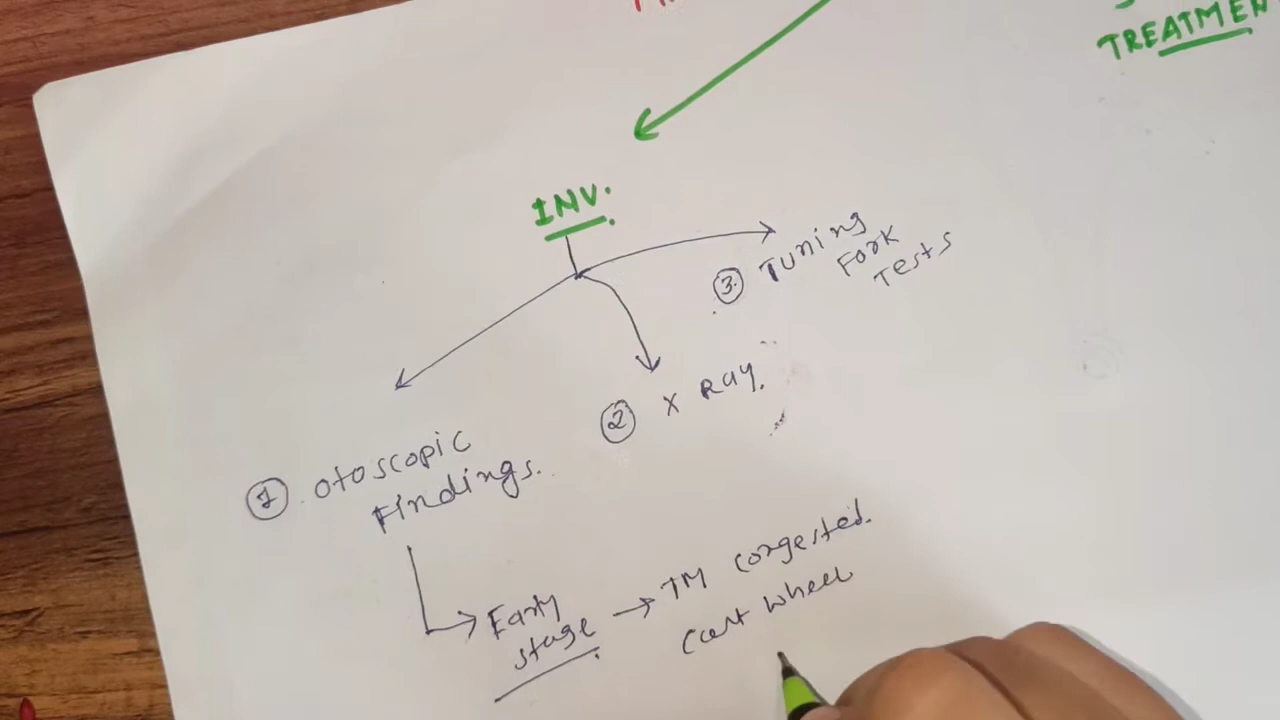 TREATMEN
INV.
③ Tuning
Fork
Tests
② X Ray.
① otoscopic
Findings.
Early
stage → TM congested.
Cart wheel